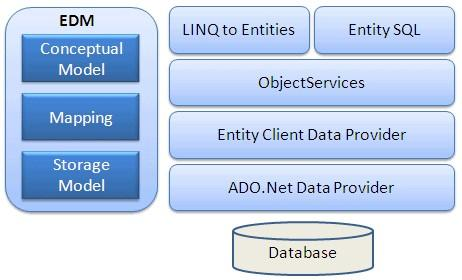 EDM
Conceptual
Model
Mapping
Storage
Model
LINQ to Entities
Entity SQL
ObjectServices
Entity Client Data Provider
ADO.Net Data Provider
Database